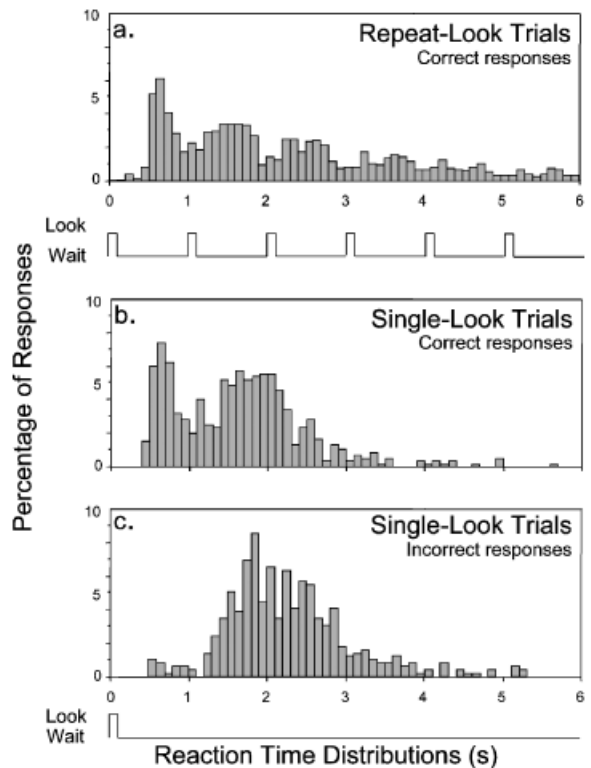 a.
Repeat-Look Trials
Correct responses
10
5
0
0 1 2 3 4 5 6
Look
Wait
Percentage of Responses
b.
Single-Look Trials
Correct responses
10
5
0
c.
Single-Look Trials
Incorrect responses
10
5
0
0 1 2 3 4 5 6
Look
Wait
Reaction Time Distributions (s)